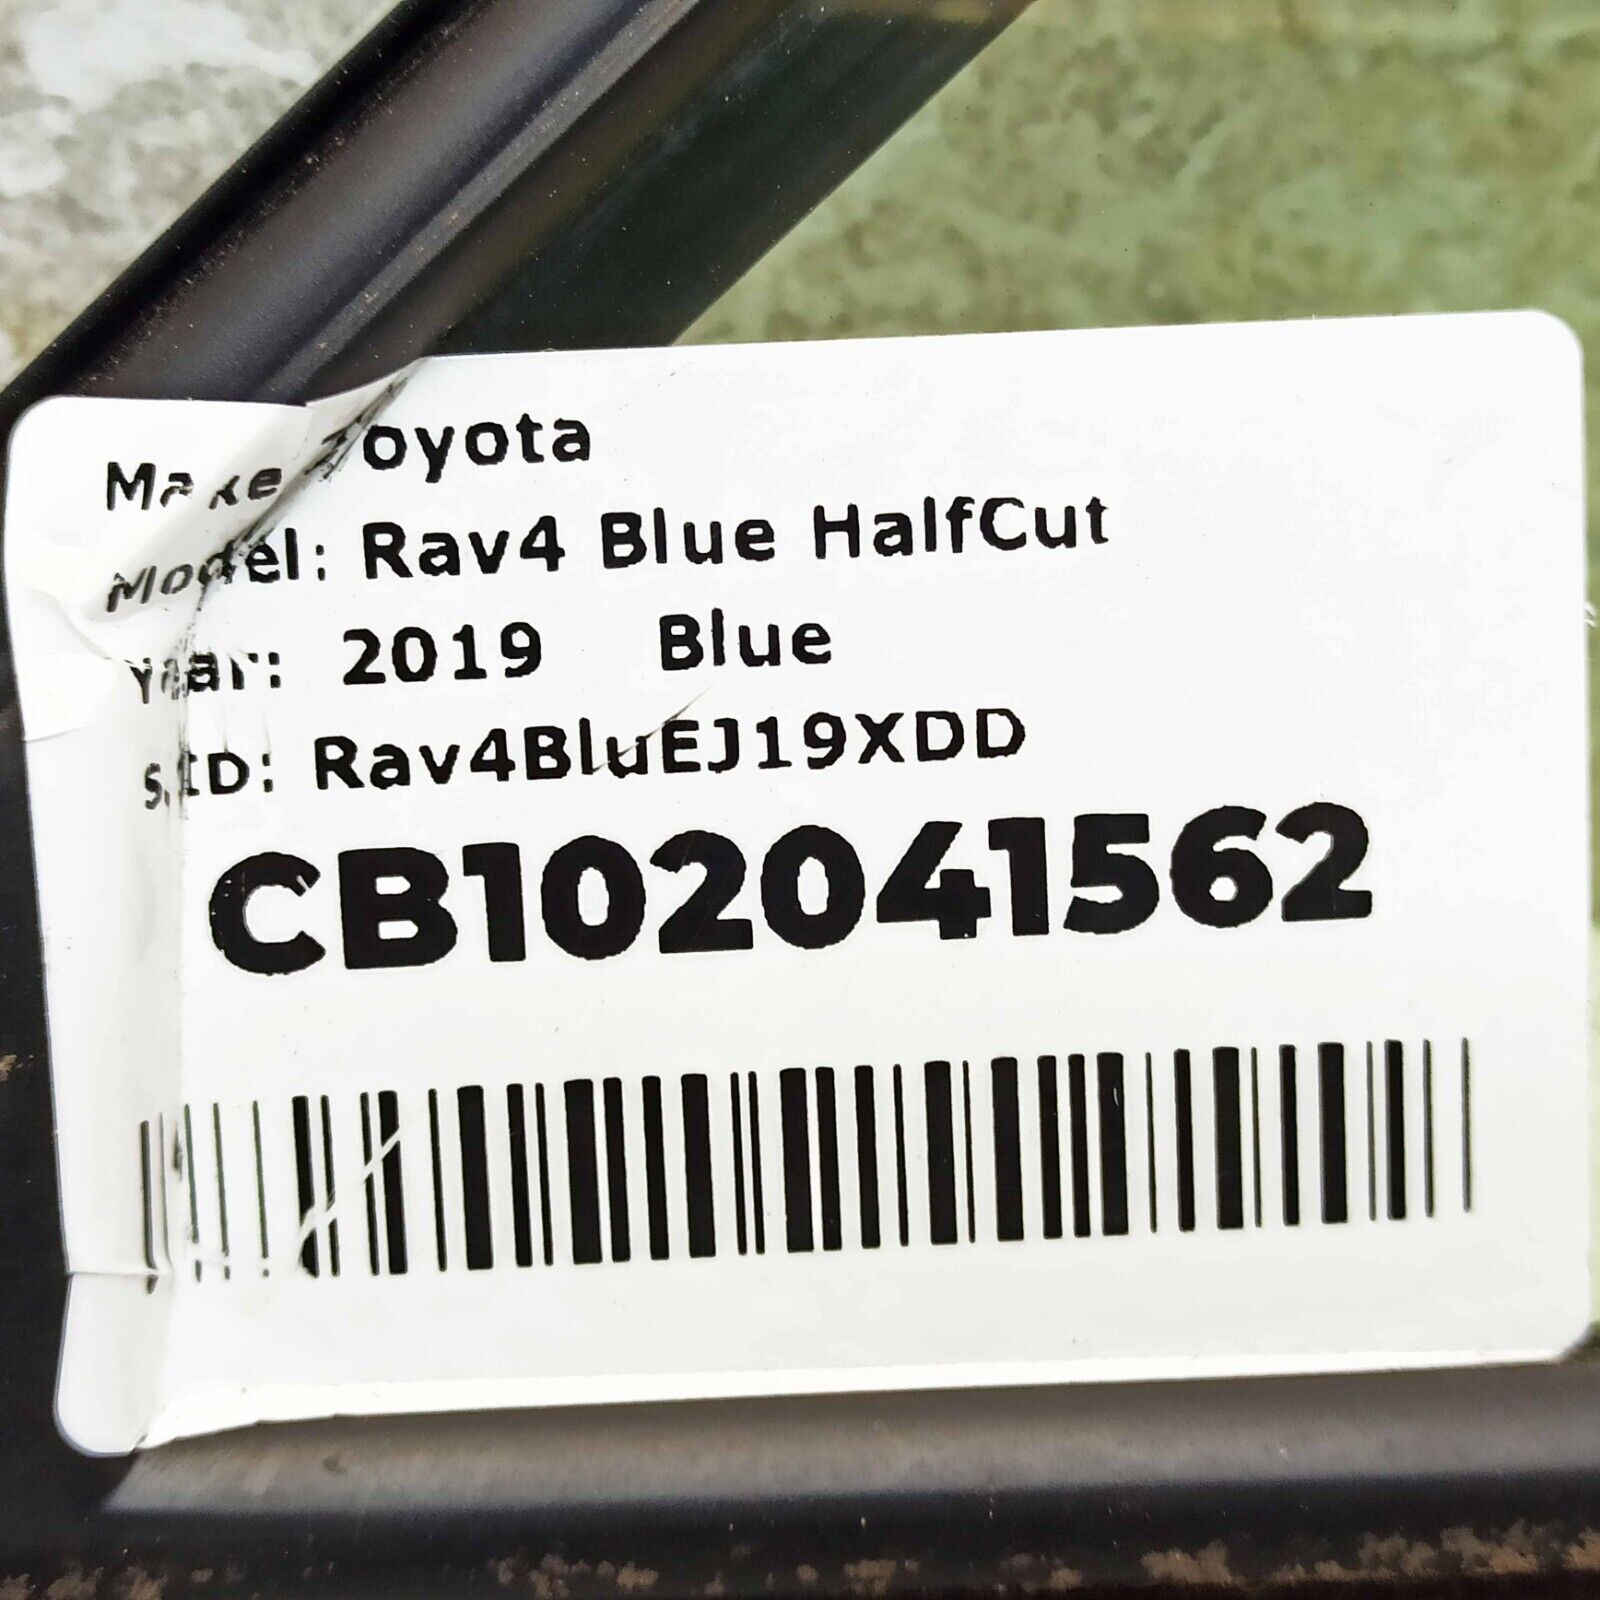 Make: Toyota
Model: Rav4 Blue HalfCut
Year: 2019 Blue
SID: Rav4BluEJ19XDD
CB102041562